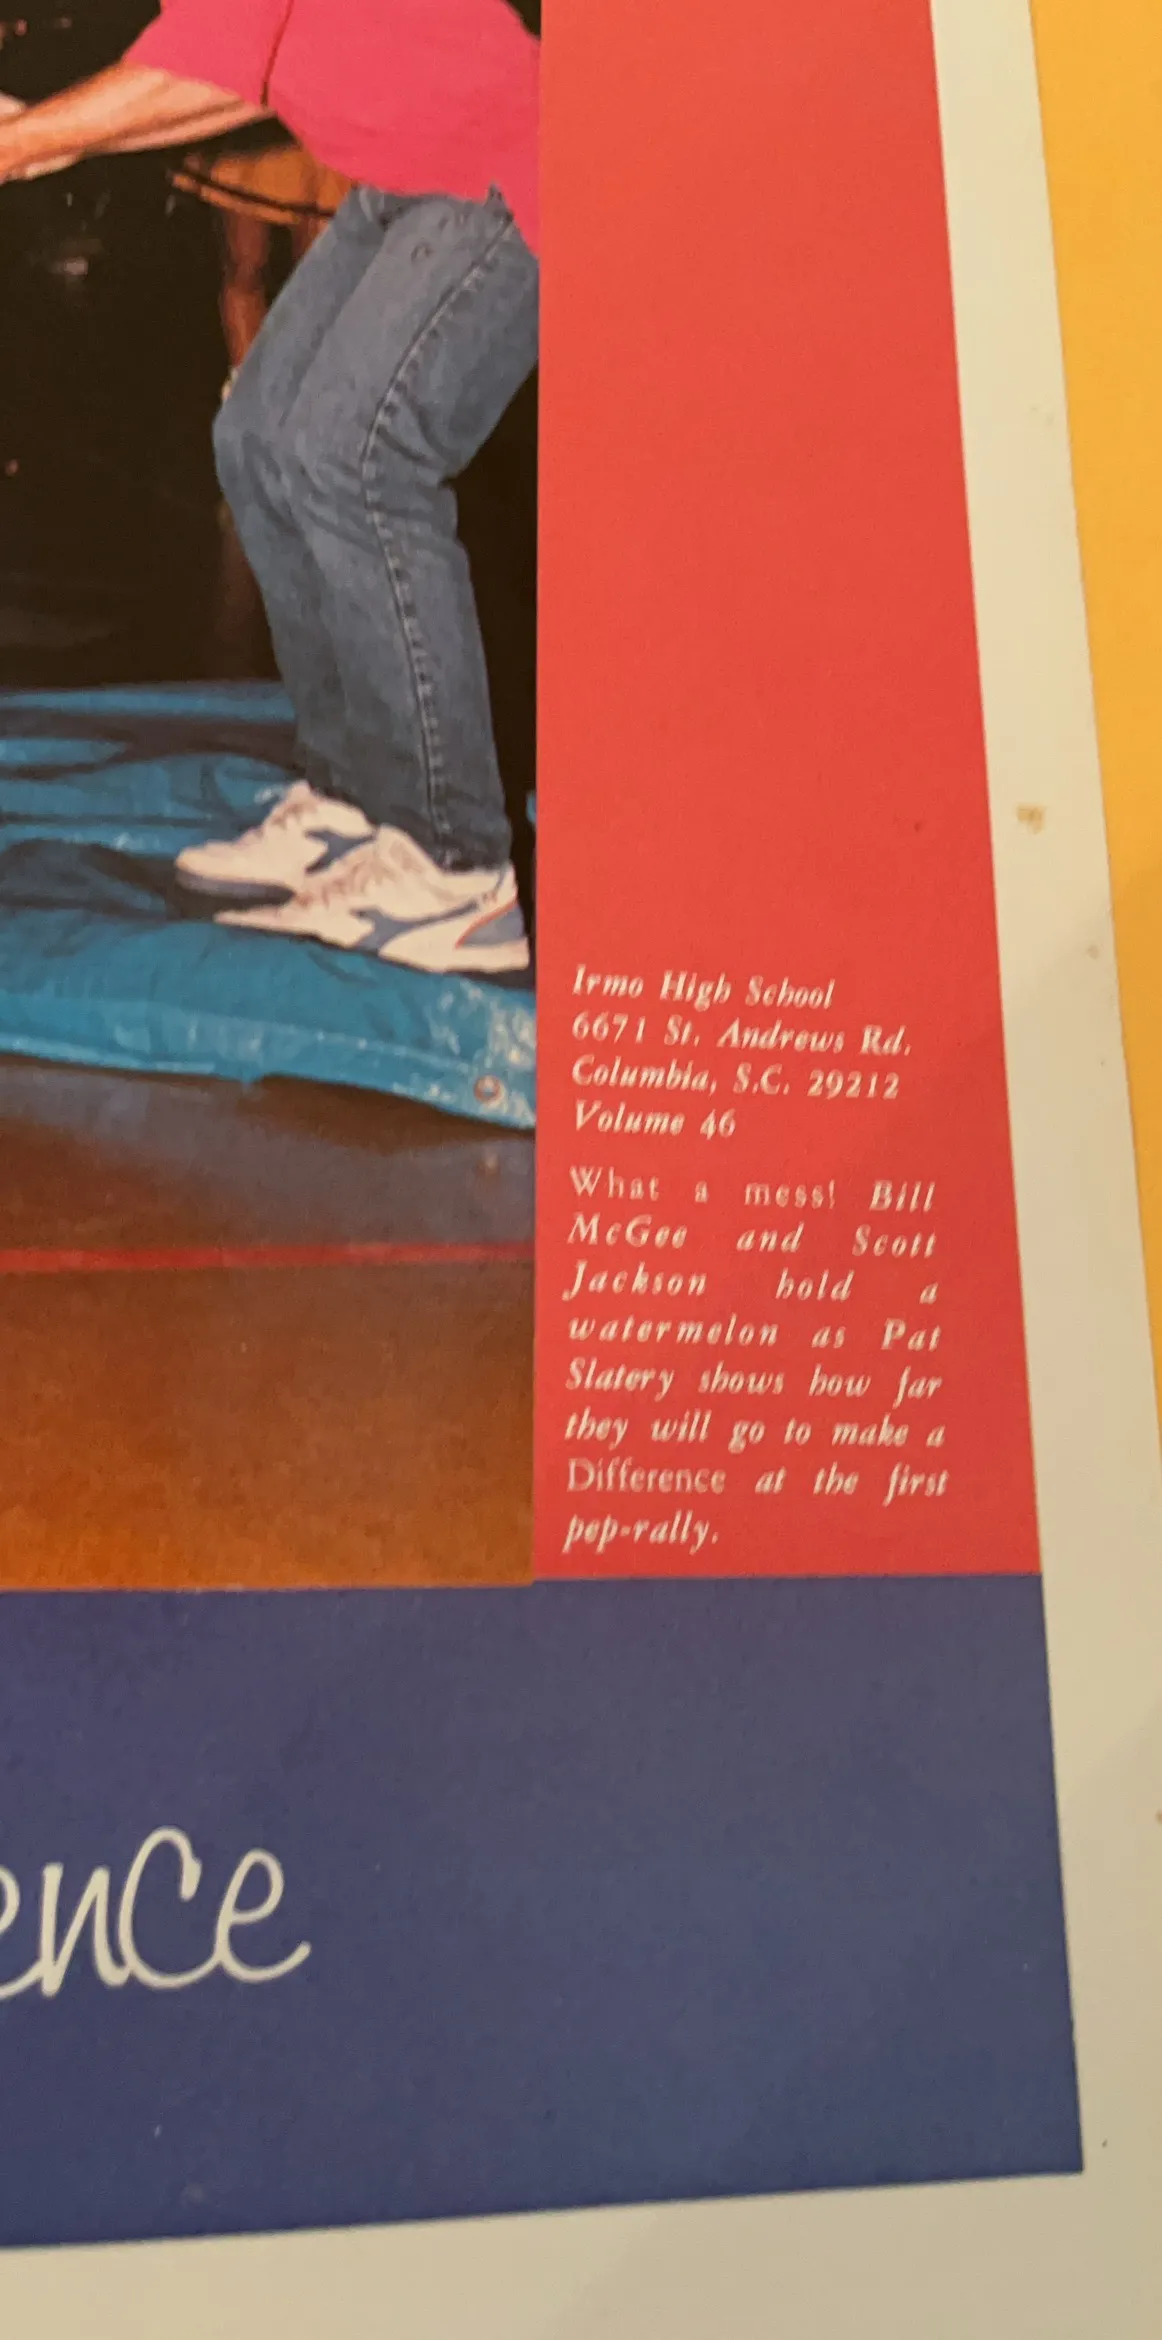 Irmo High School
6671 St. Andrews Rd.
Columbia, S.C. 29212
Volume 46
What a mess! Bill
McGee and Scott
Jackson hold a
watermelon as Pat
Slatery shows how far
they will go to make a
Difference at the first
pep-rally.
ence